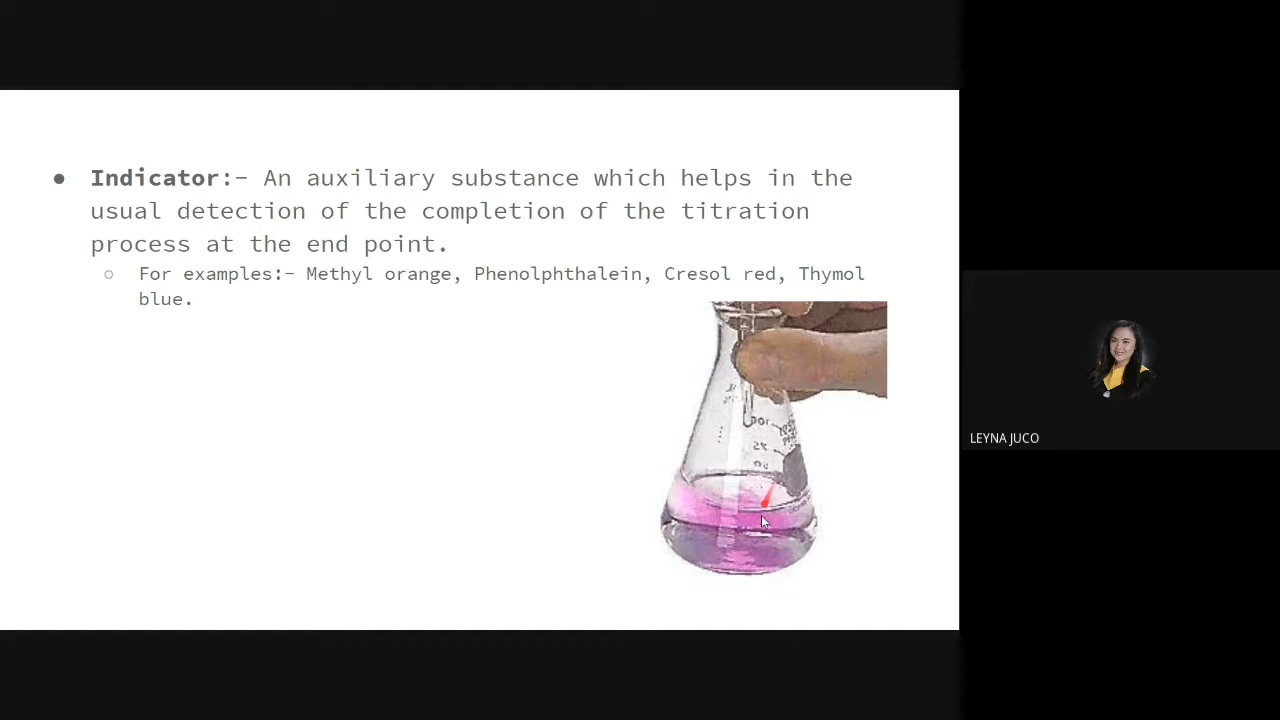 ● Indicator:- An auxiliary substance which helps in the
usual detection of the completion of the titration
process at the end point.
○ For examples:- Methyl orange, Phenolphthalein, Cresol red, Thymol
blue.
LEYNA JUCO